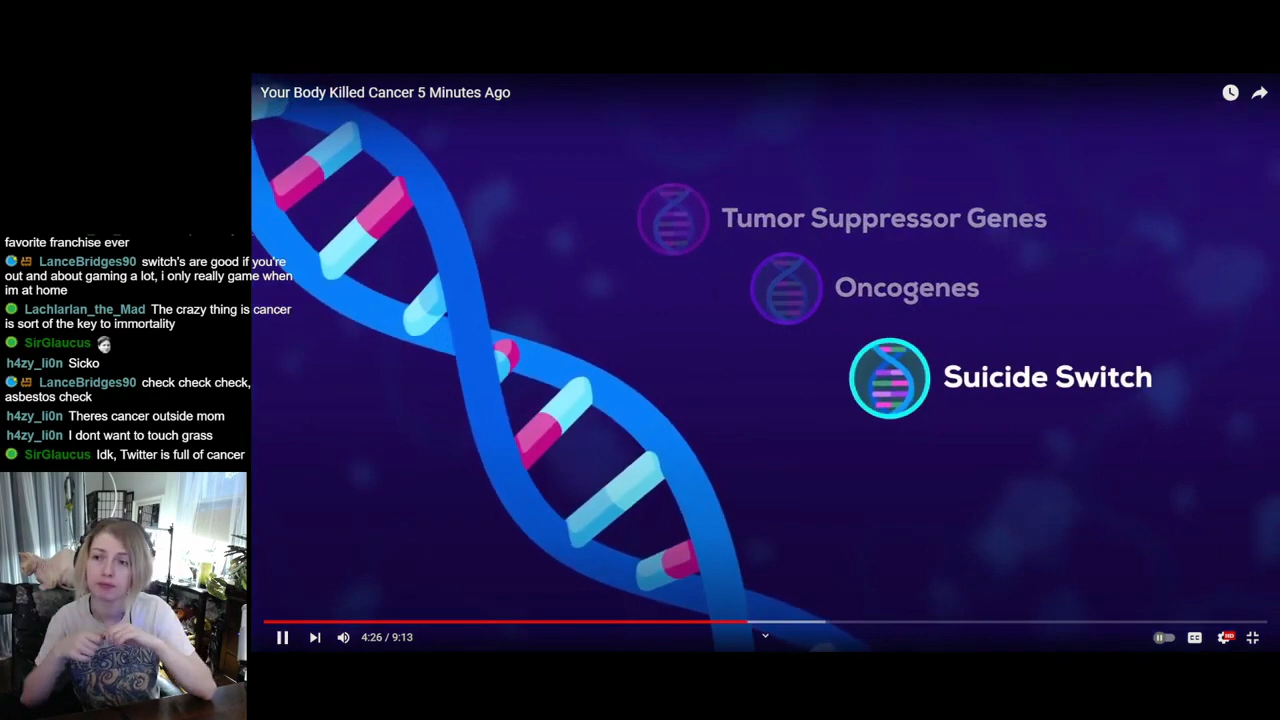 Your Body Killed Cancer 5 Minutes Ago
Tumor Suppressor Genes
Oncogenes
Suicide Switch
favorite franchise ever
LanceBridges90 switch's are good if you're
out and about gaming a lot, i only really game when
im at home
Lachlarlan_the_Mad The crazy thing is cancer
is sort of the key to immortality
SirGlaucus
h4zy_li0n Sicko
LanceBridges90 check check check,
asbestos check
h4zy_li0n Theres cancer outside mom
h4zy_li0n I dont want to touch grass
SirGlaucus Idk, Twitter is full of cancer
4:26 / 9:13
CC
HD